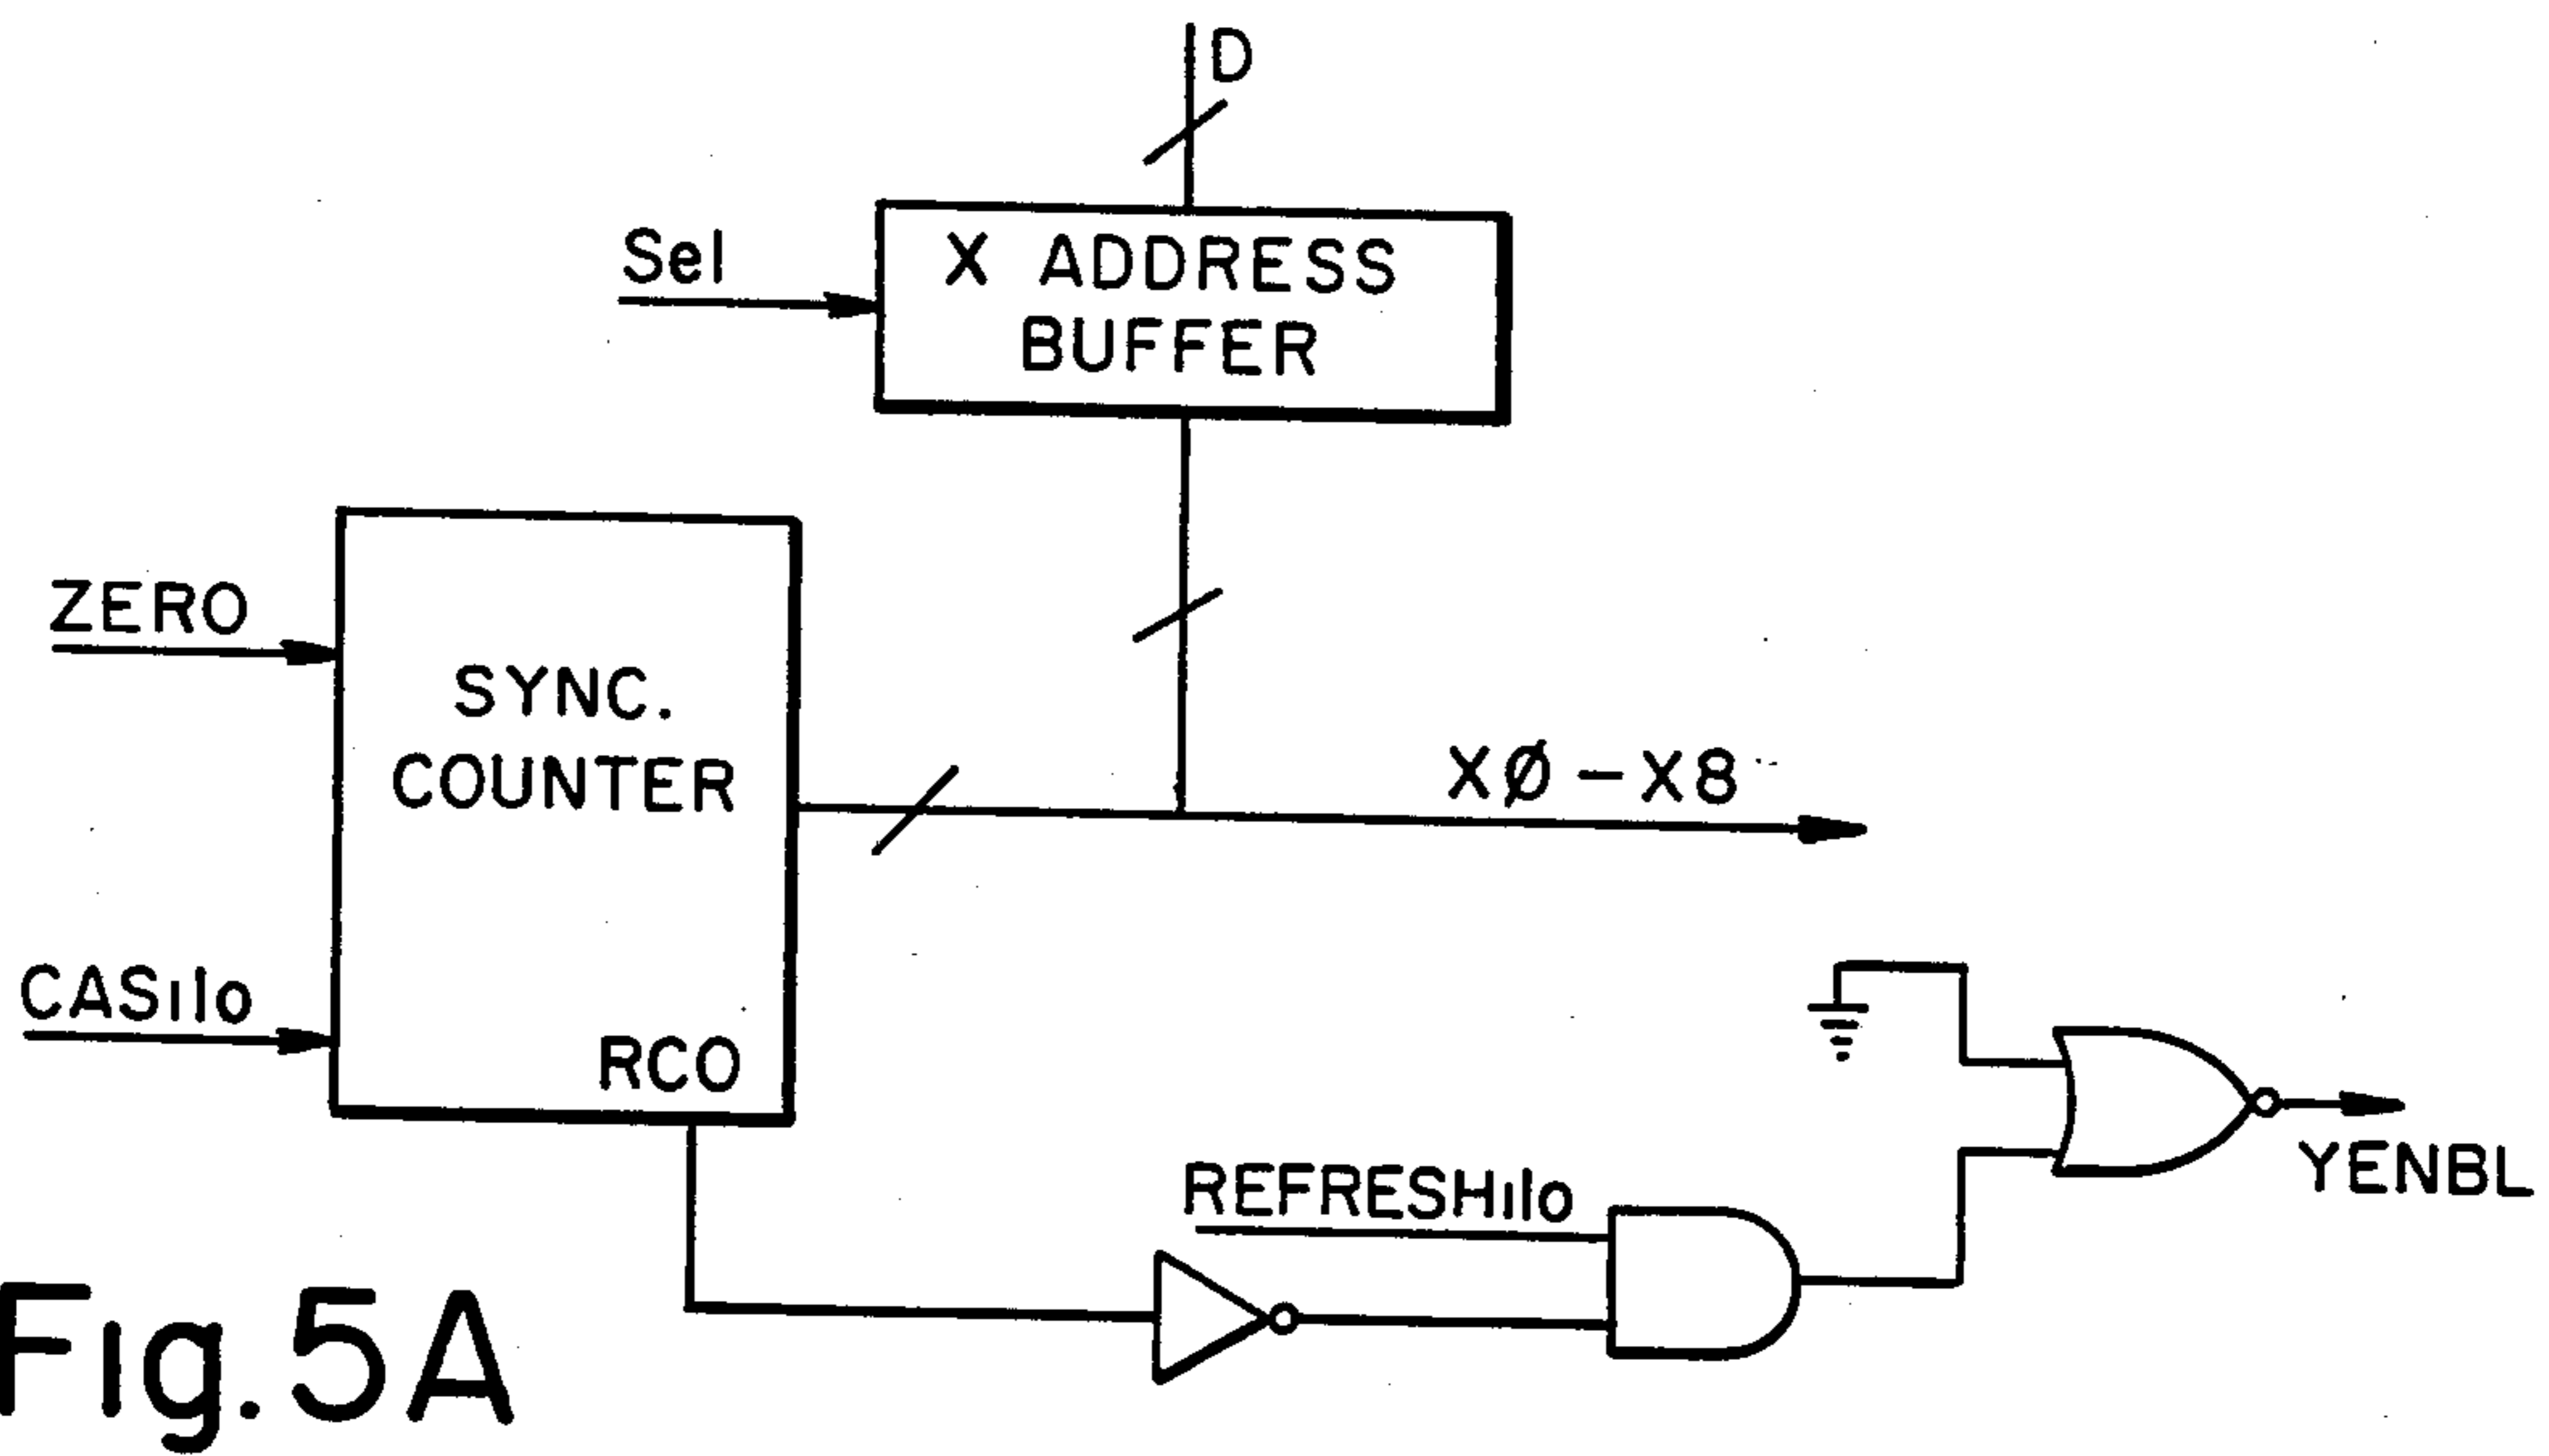 D
Sel
X ADDRESS
BUFFER
ZERO
SYNC.
COUNTER
XØ-X8
CASılo
RCO
REFRESHılo
YENBL
Fig.5A